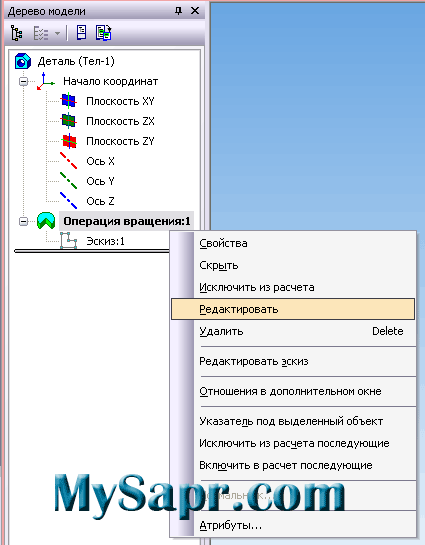 Дерево модели
Деталь (Тел-1)
Начало координат
Плоскость XY
Плоскость ZX
Плоскость ZY
Ось X
Ось Y
Ось Z
Операция вращения:1
Эскиз:1
Свойства
Скрыть
Исключить из расчета
Редактировать
Удалить Delete
Редактировать эскиз
Отношения в дополнительном окне
Указатель под выделенный объект
Исключить из расчета последующие
Включить в расчет последующие
Атрибуты...
MySapr.com